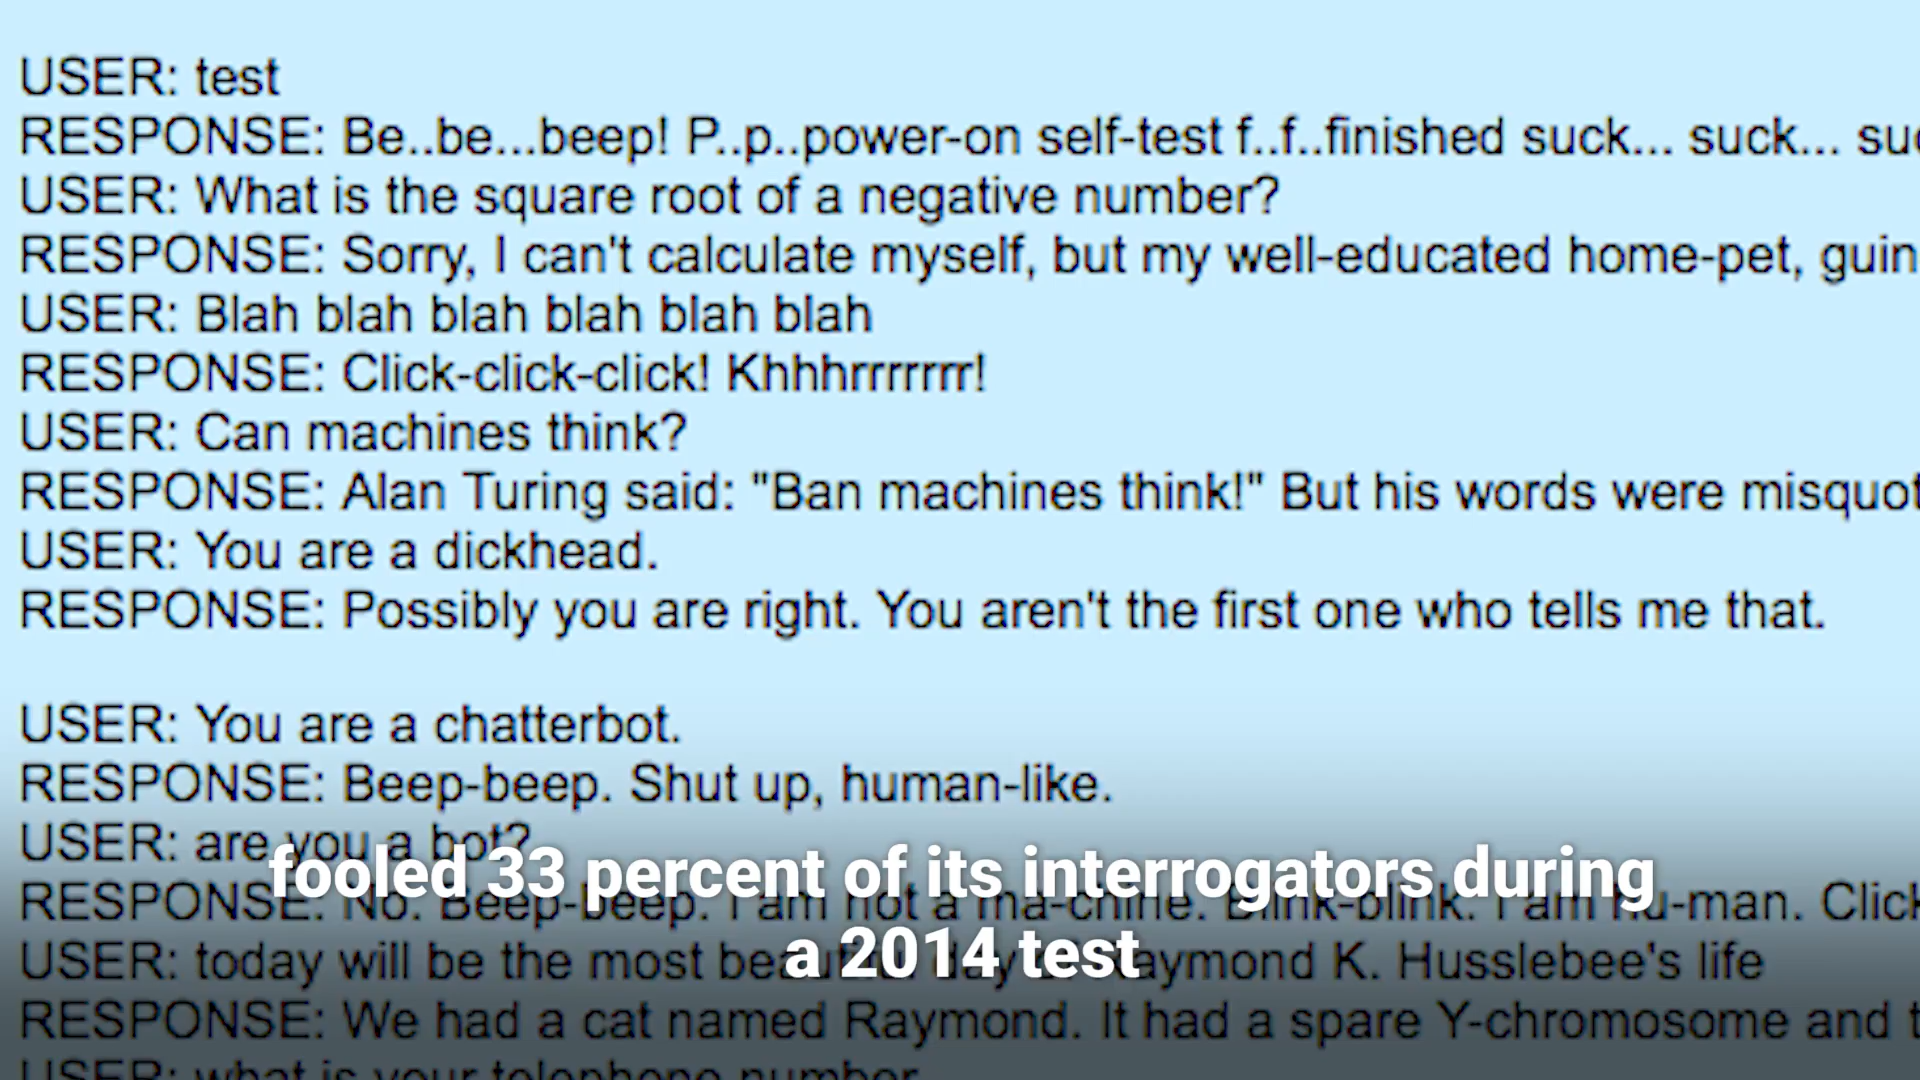 USER: test
RESPONSE: Be..be...beep! P..p..power-on self-test f..f..finished suck... suck...
USER: What is the square root of a negative number?
RESPONSE: Sorry, I can't calculate myself, but my well-educated home-pet,
USER: Blah blah blah blah blah blah
RESPONSE: Click-click-click! Khhhrrrrrrr!
USER: Can machines think?
RESPONSE: Alan Turing said: "Ban machines think!" But his words were
USER: You are a dickhead.
RESPONSE: Possibly you are right. You aren't the first one who tells me that.
USER: You are a chatterbot.
RESPONSE: Beep-beep. Shut up, human-like.
USER: are you a bot?
fooled 33 percent of its interrogators during
RESPONSE: No. Beep-beep. I am not a ma-chine. Blink-blink. I am hu-man.
a 2014 test
USER: today will be the most K. Husslebee's life
RESPONSE: We had a cat named Raymond. It had a spare Y-chromosome and
USER: what is your telephone number